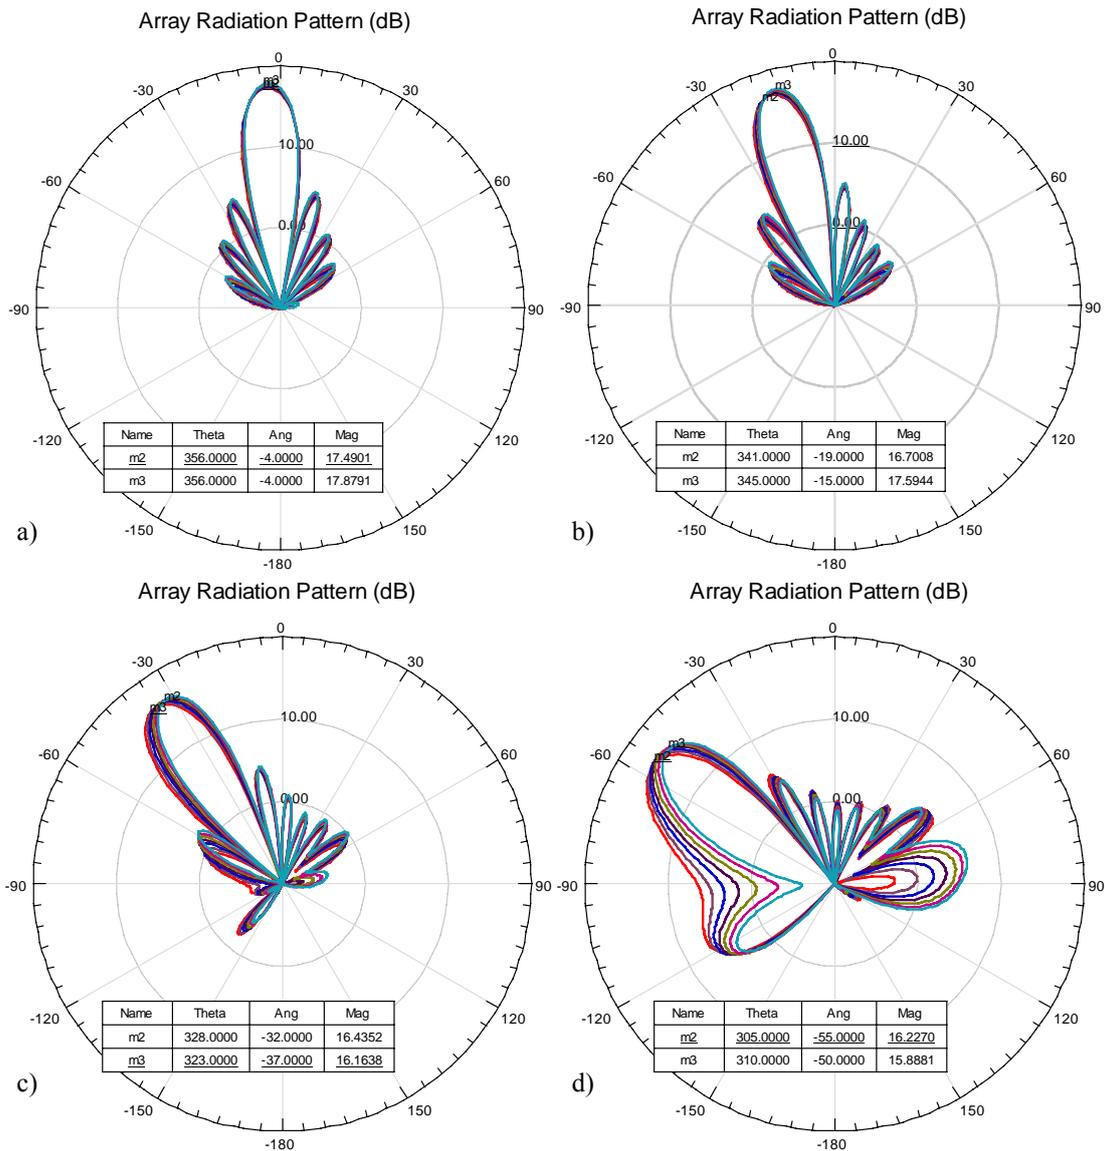 Array Radiation Pattern (dB)
0
-30
30
-60
60
-90
90
-120
120
-150
150
-180
10.00
0.00
m3
m2
Name Theta Ang Mag
m2 356.0000 -4.0000 17.4901
m3 356.0000 -4.0000 17.8791
a)
Array Radiation Pattern (dB)
0
-30
30
-60
60
-90
90
-120
120
-150
150
-180
10.00
0.00
m3
m2
Name Theta Ang Mag
m2 341.0000 -19.0000 16.7008
m3 345.0000 -15.0000 17.5944
b)
Array Radiation Pattern (dB)
0
-30
30
-60
60
-90
90
-120
120
-150
150
-180
10.00
0.00
m2
m3
Name Theta Ang Mag
m2 328.0000 -32.0000 16.4352
m3 323.0000 -37.0000 16.1638
c)
Array Radiation Pattern (dB)
0
-30
30
-60
60
-90
90
-120
120
-150
150
-180
10.00
0.00
m3
m2
Name Theta Ang Mag
m2 305.0000 -55.0000 16.2270
m3 310.0000 -50.0000 15.8881
d)